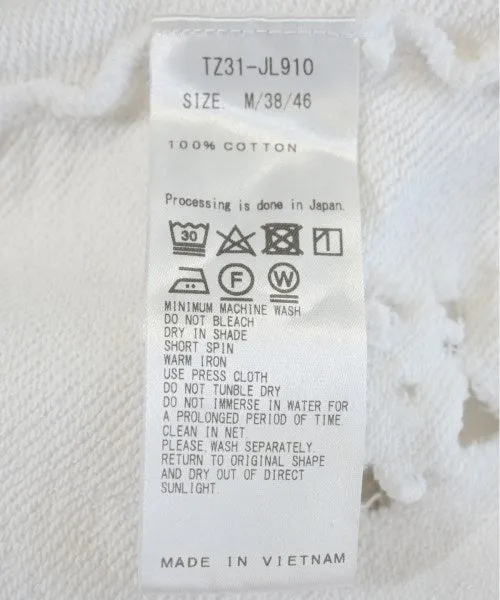 TZ31-JL910
SIZE. M/38/46
100% COTTON
Processing is done in Japan.
30
F W
MINIMUM MACHINE WASH
DO NOT BLEACH
DRY IN SHADE
SHORT SPIN
WARM IRON
USE PRESS CLOTH
DO NOT TUNBLE DRY
DO NOT IMMERSE IN WATER FOR
A PROLONGED PERIOD OF TIME
CLEAN IN NET
PLEASE WASH SEPARATELY.
RETURN TO ORIGINAL SHAPE
AND DRY OUT OF DIRECT
SUNLIGHT.
MADE IN VIETNAM